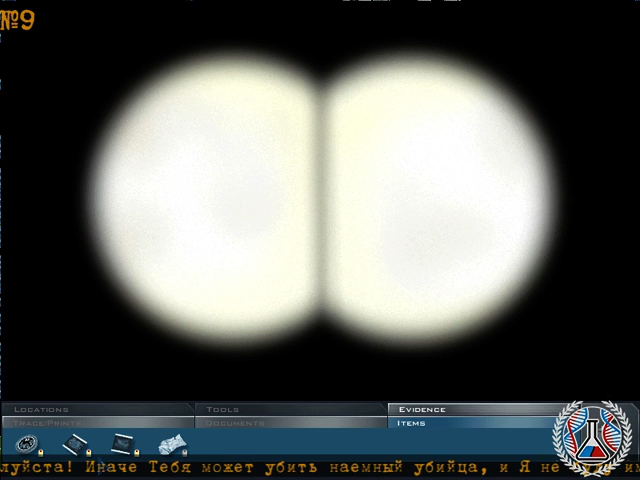 №9
LOCATIONS
TOOLS
EVIDENCE
TRACE/PRINTS
DOCUMENTS
ITEMS
луйста! Иначе Тебя может убить наемный убийца, и Я не